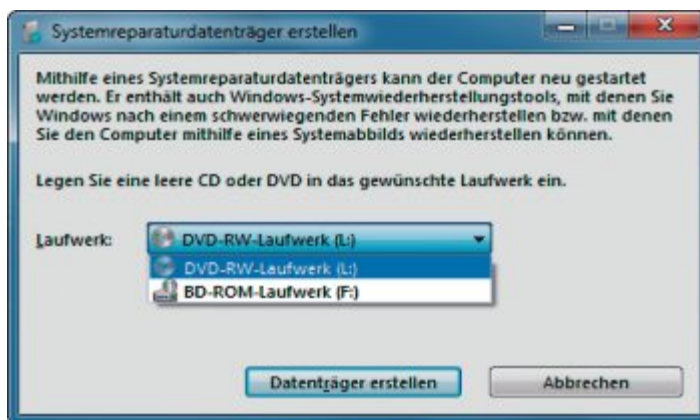 Systemreparaturdatenträger erstellen
Mithilfe eines Systemreparaturdatenträgers kann der Computer neu gestartet
werden. Er enthält auch Windows-Systemwiederherstellungstools, mit denen Sie
Windows nach einem schwerwiegenden Fehler wiederherstellen bzw. mit denen
Sie den Computer mithilfe eines Systemabbilds wiederherstellen können.
Legen Sie eine leere CD oder DVD in das gewünschte Laufwerk ein.
Laufwerk: DVD-RW-Laufwerk (L:)
DVD-RW-Laufwerk (L:)
BD-ROM-Laufwerk (F:)
Datenträger erstellen Abbrechen